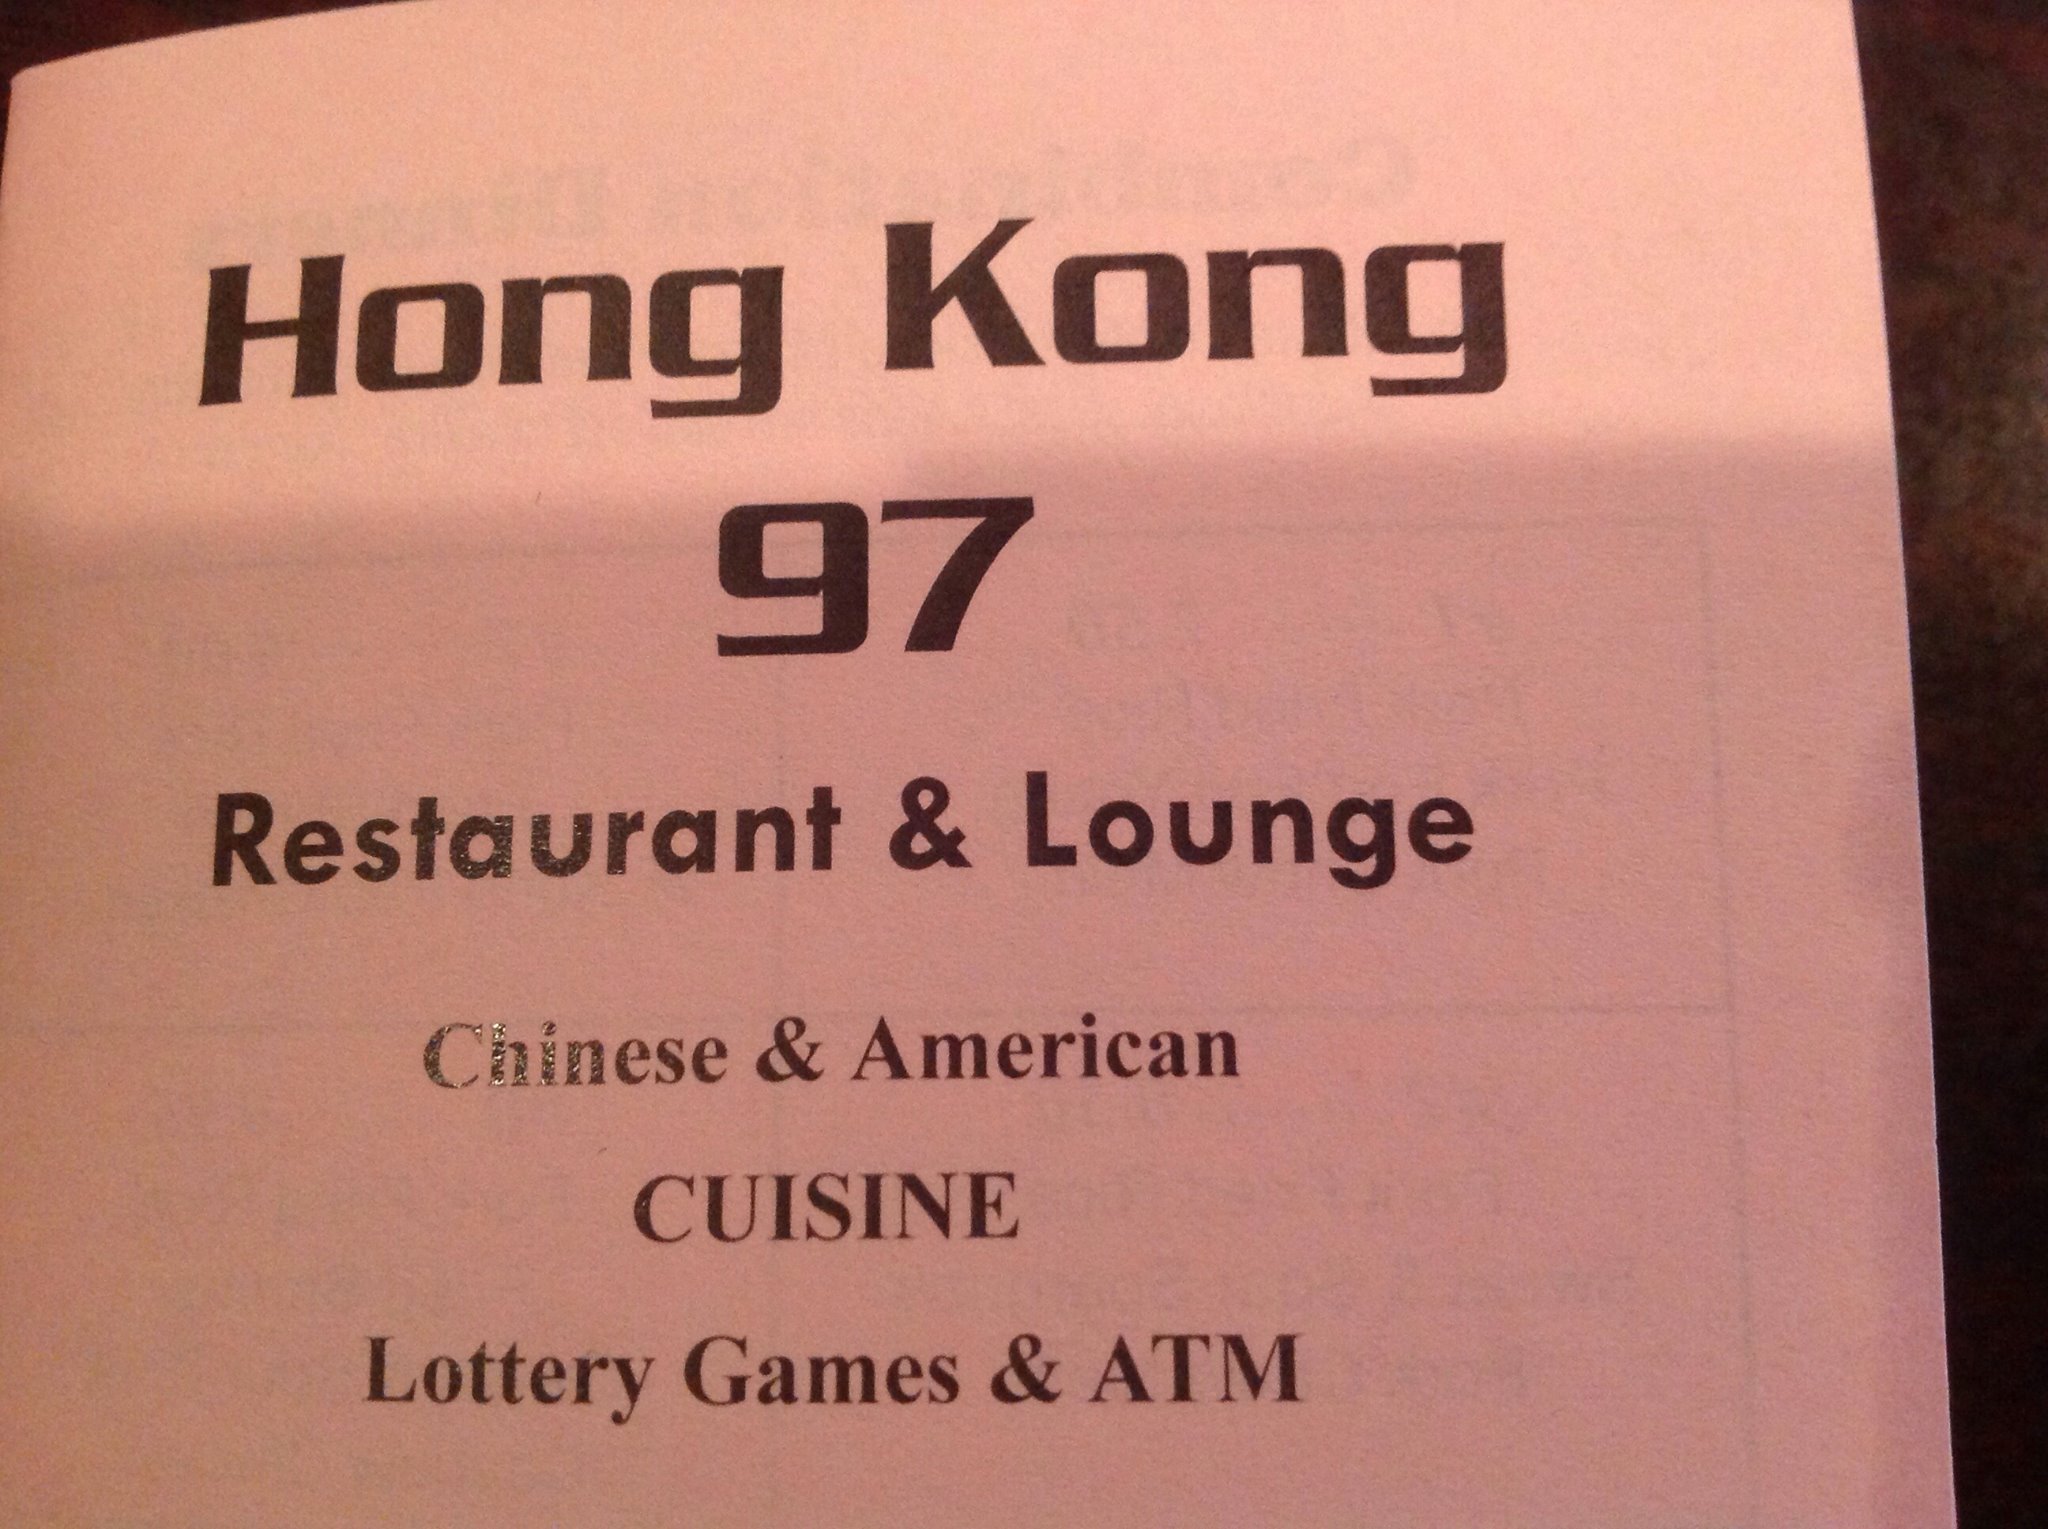 Hong Kong
97
Restaurant & Lounge
Chinese & American
CUISINE
Lottery Games & ATM